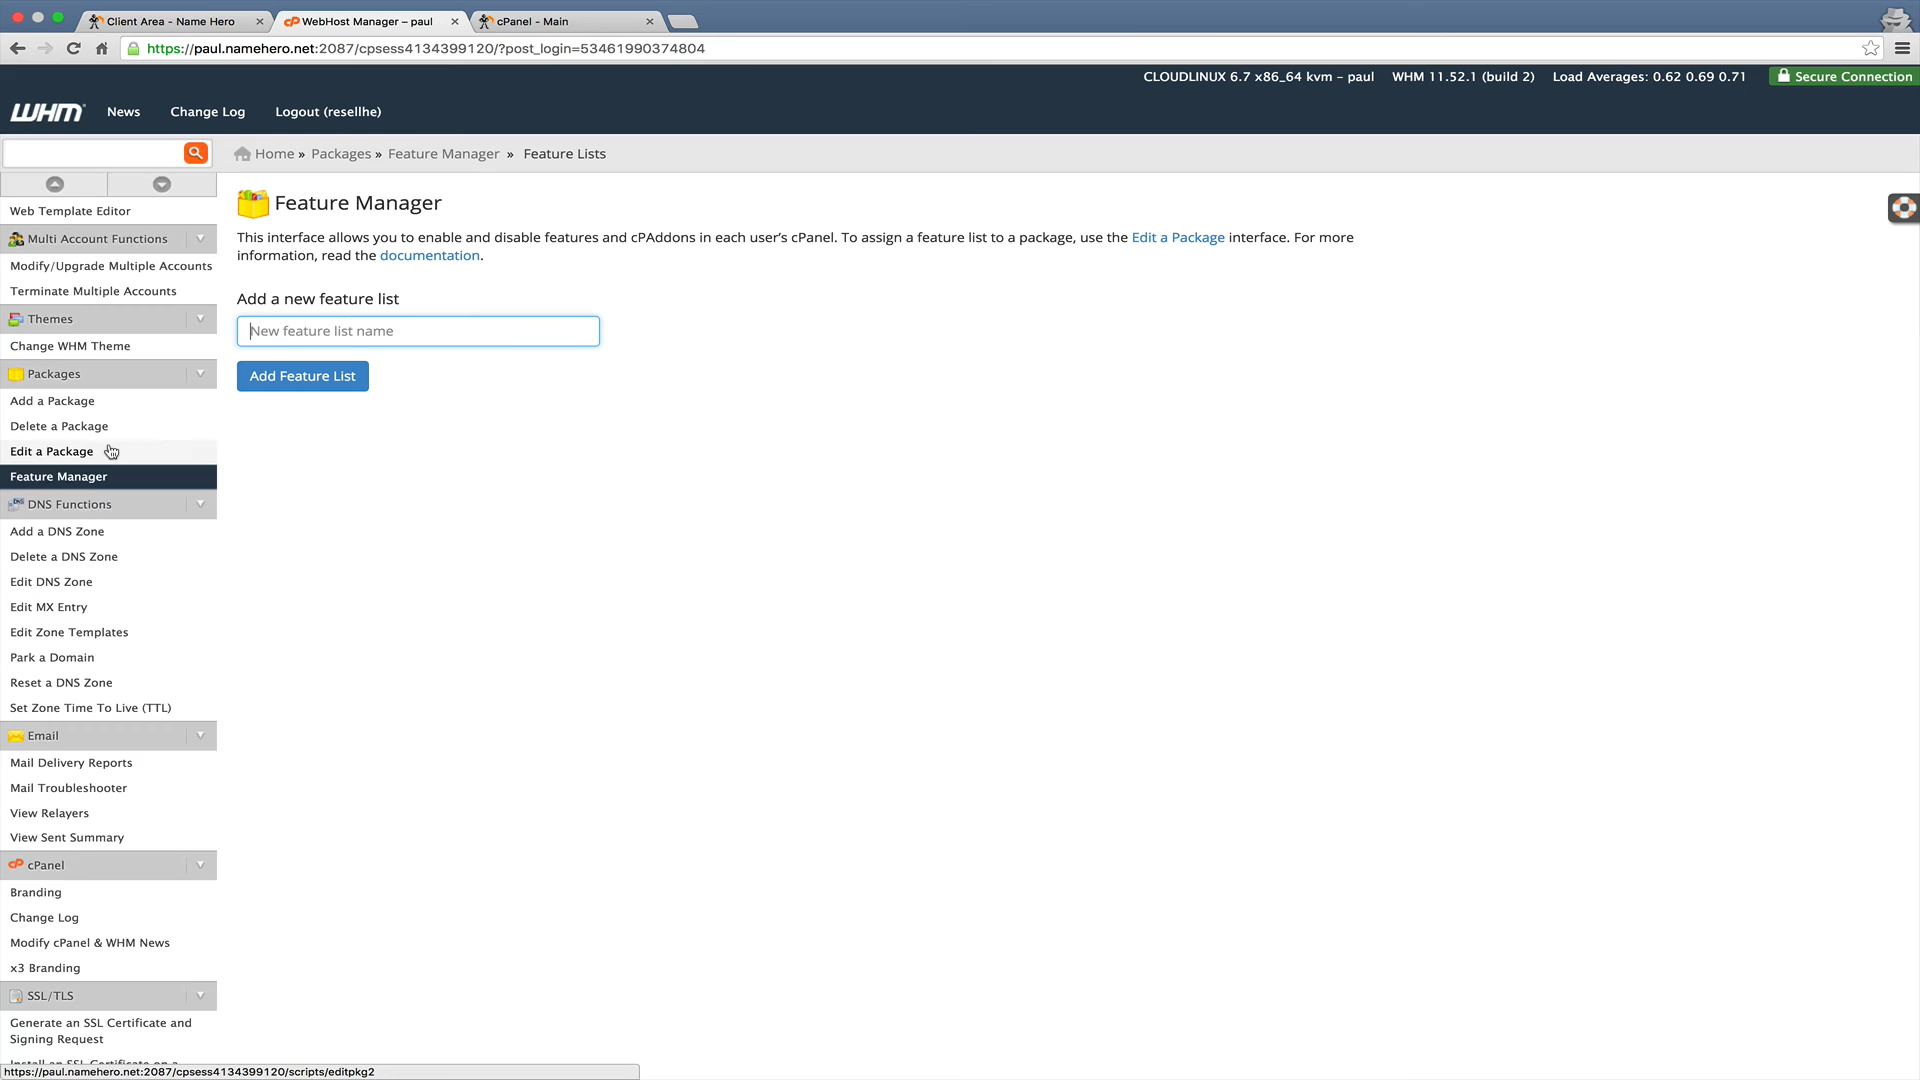 Client Area - Name Hero
WebHost Manager – paul
cPanel - Main
https://paul.namehero.net:2087/cpsess4134399120/?post_login=53461990374804
CLOUDLINUX 6.7 x86_64 kvm – paul WHM 11.52.1 (build 2) Load Averages: 0.62 0.69 0.71 Secure Connection
WHM News Change Log Logout (resellhe)
Home » Packages » Feature Manager » Feature Lists
Web Template Editor
Multi Account Functions
Modify/Upgrade Multiple Accounts
Terminate Multiple Accounts
Themes
Change WHM Theme
Packages
Add a Package
Delete a Package
Edit a Package
Feature Manager
DNS Functions
Add a DNS Zone
Delete a DNS Zone
Edit DNS Zone
Edit MX Entry
Edit Zone Templates
Park a Domain
Reset a DNS Zone
Set Zone Time To Live (TTL)
Email
Mail Delivery Reports
Mail Troubleshooter
View Relayers
View Sent Summary
cPanel
Branding
Change Log
Modify cPanel & WHM News
x3 Branding
SSL/TLS
Generate an SSL Certificate and
Signing Request
Feature Manager
This interface allows you to enable and disable features and cPAddons in each user's cPanel. To assign a feature list to a package, use the Edit a Package interface. For more
information, read the documentation.
Add a new feature list
New feature list name
Add Feature List
https://paul.namehero.net:2087/cpsess4134399120/scripts/editpkg2